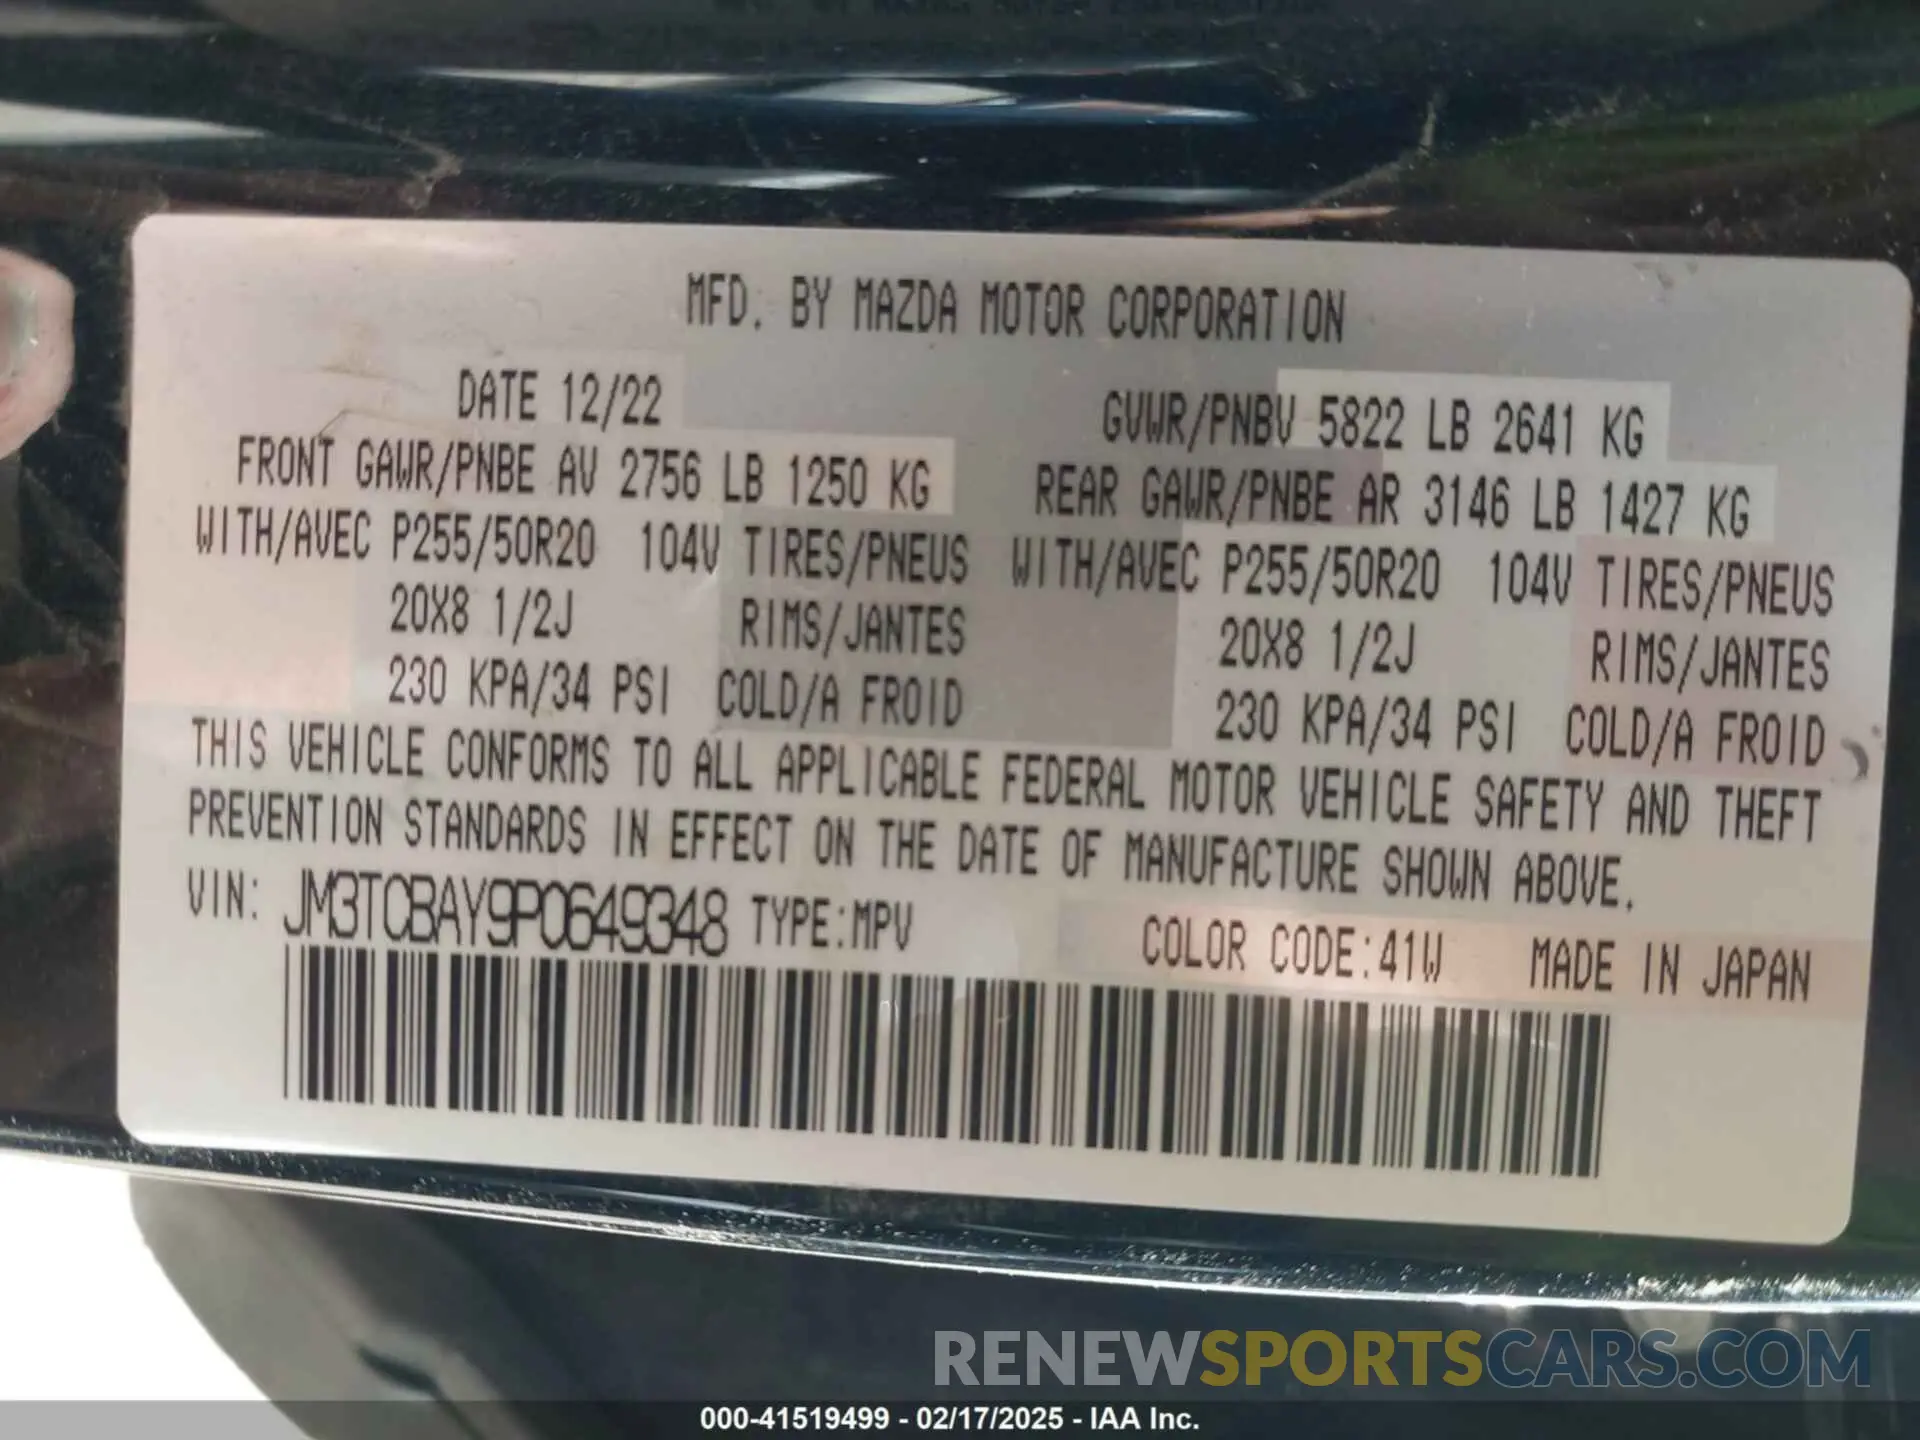 MFD. BY MAZDA MOTOR CORPORATION
DATE 12/22 GVWR/PNBV 5822 LB 2641 KG
FRONT GAWR/PNBE AV 2756 LB 1250 KG REAR GAWR/PNBE AR 3146 LB 1427 KG
WITH/AVEC P255/50R20 104V TIRES/PNEUS WITH/AVEC P255/50R20 104V TIRES/PNEUS
20X8 1/2J RIMS/JANTES 20X8 1/2J RIMS/JANTES
230 KPA/34 PSI COLD/A FROID 230 KPA/34 PSI COLD/A FROID
THIS VEHICLE CONFORMS TO ALL APPLICABLE FEDERAL MOTOR VEHICLE SAFETY AND THEFT
PREVENTION STANDARDS IN EFFECT ON THE DATE OF MANUFACTURE SHOWN ABOVE.
VIN: JM3TCBAY9P0649348 TYPE:MPV COLOR CODE:41W MADE IN JAPAN
RENEWSPORTSCARS.COM
000-41519499 - 02/17/2025 - IAA Inc.